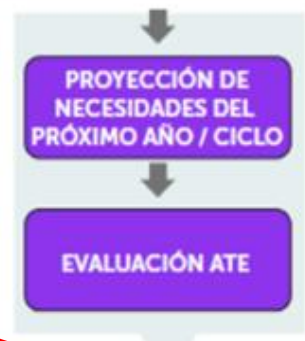 PROYECCIÓN DE
NECESIDADES DEL
PRÓXIMO AÑO / CICLO
EVALUACIÓN ATE